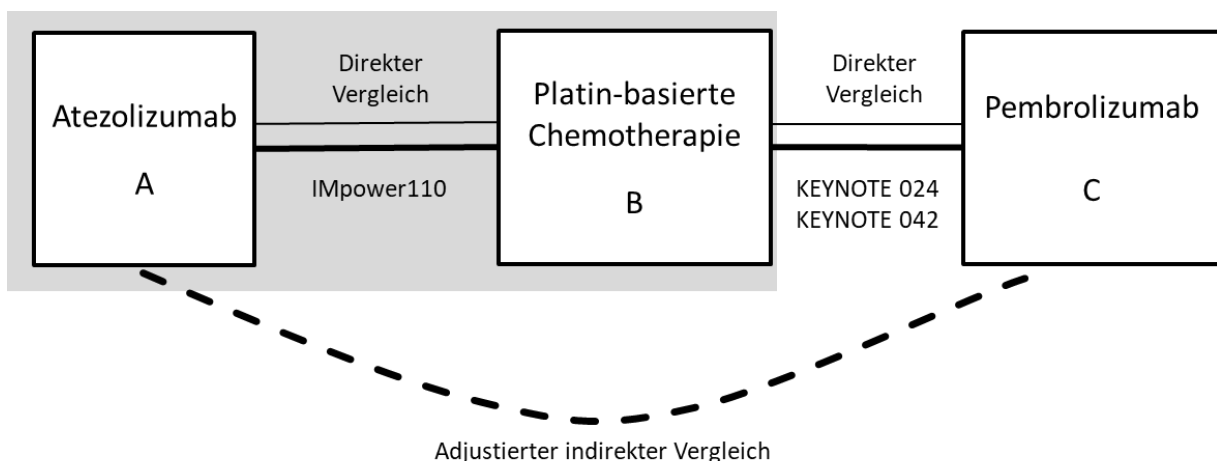 Atezolizumab
A
Direkter
Vergleich
IMpower110
Platin-basierte
Chemotherapie
B
Direkter
Vergleich
KEYNOTE 024
KEYNOTE 042
Pembrolizumab
C
Adjustierter indirekter Vergleich